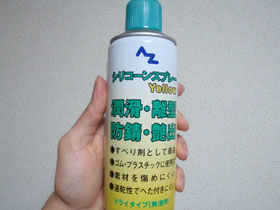 AZ
シリコーンスプレー
Yellow
潤滑・離型
防錆・艶出
●すべり剤として最適
●ゴム・プラスチックに使用
●素材を傷めにくい
●速乾性でべた付きにくい
ドライタイプ(無溶剤)